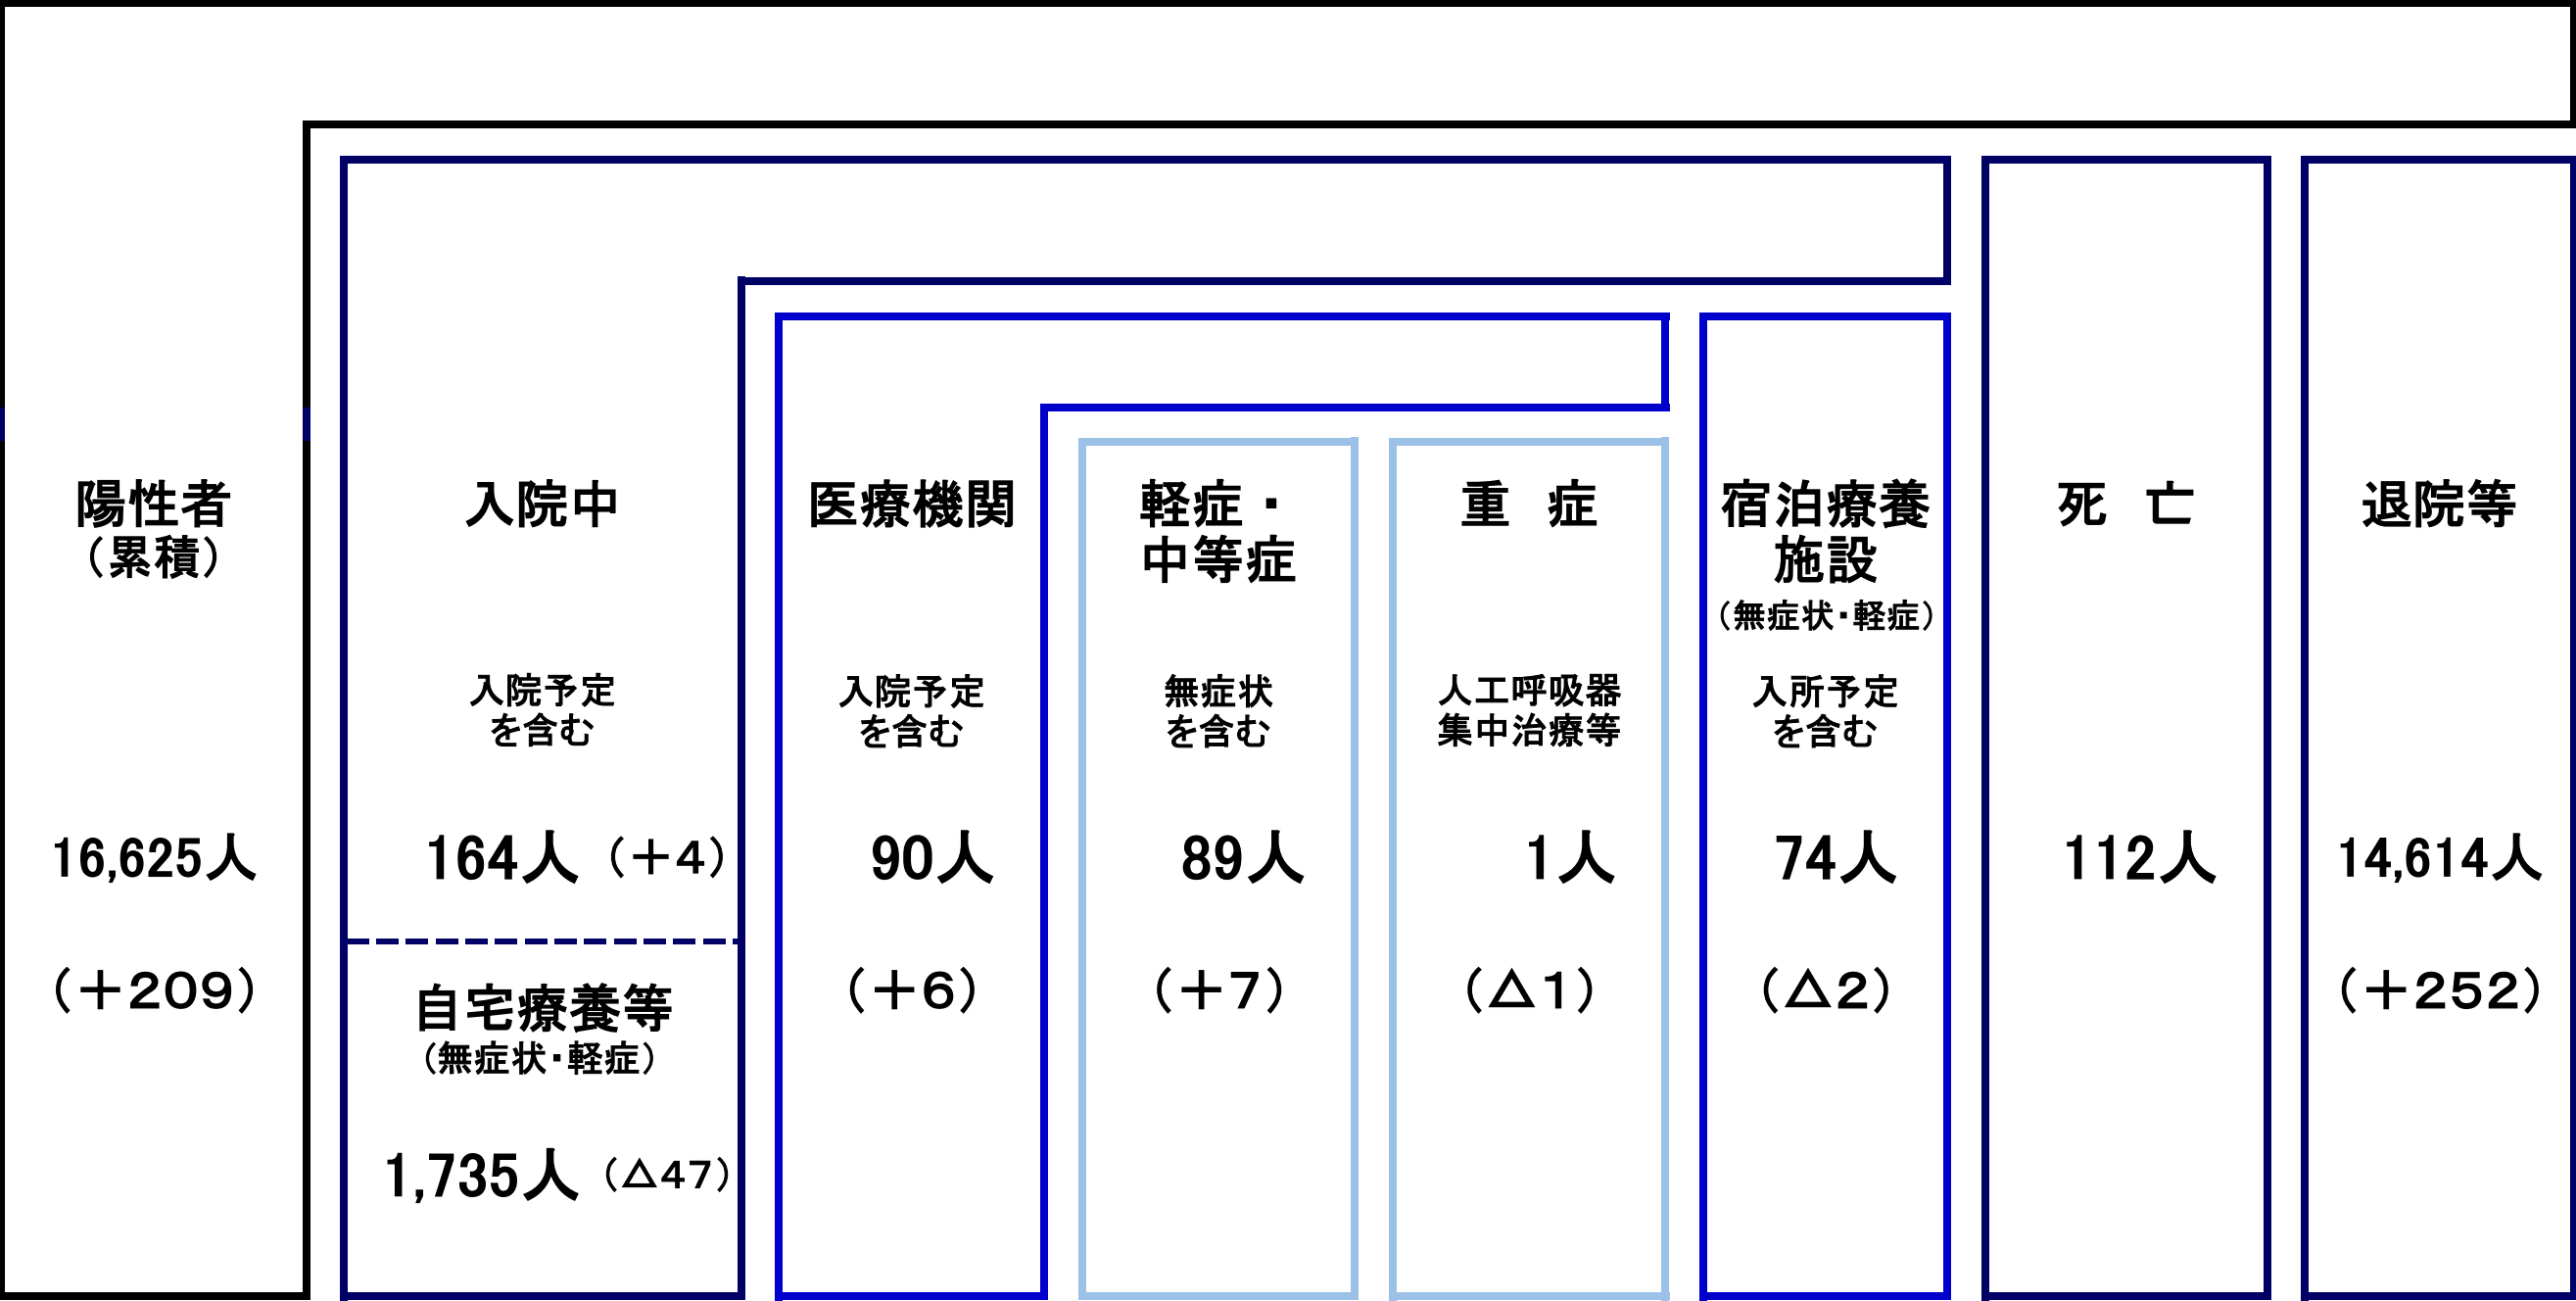 陽性者
（累積）
16,625人
（＋209）
入院中
入院予定
を含む
164人（＋4）
自宅療養等
（無症状・軽症）
1,735人（△47）
医療機関
入院予定
を含む
90人
（＋6）
軽症・
中等症
無症状
を含む
89人
（＋7）
重　症
人工呼吸器
集中治療等
1人
（△1）
宿泊療養
施設
（無症状・軽症）
入所予定
を含む
74人
（△2）
死　亡
112人
退院等
14,614人
（＋252）